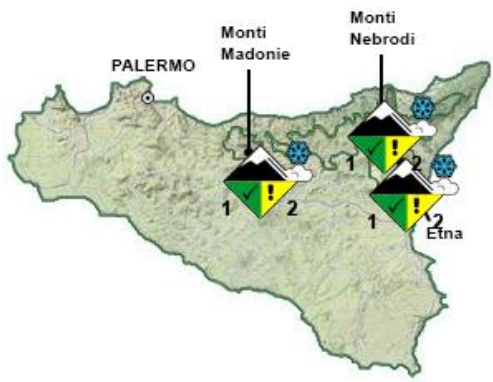 Monti
Nebrodi
Monti
Madonie
PALERMO
1 ! 2
1 ! 2
1 ! 2
Etna